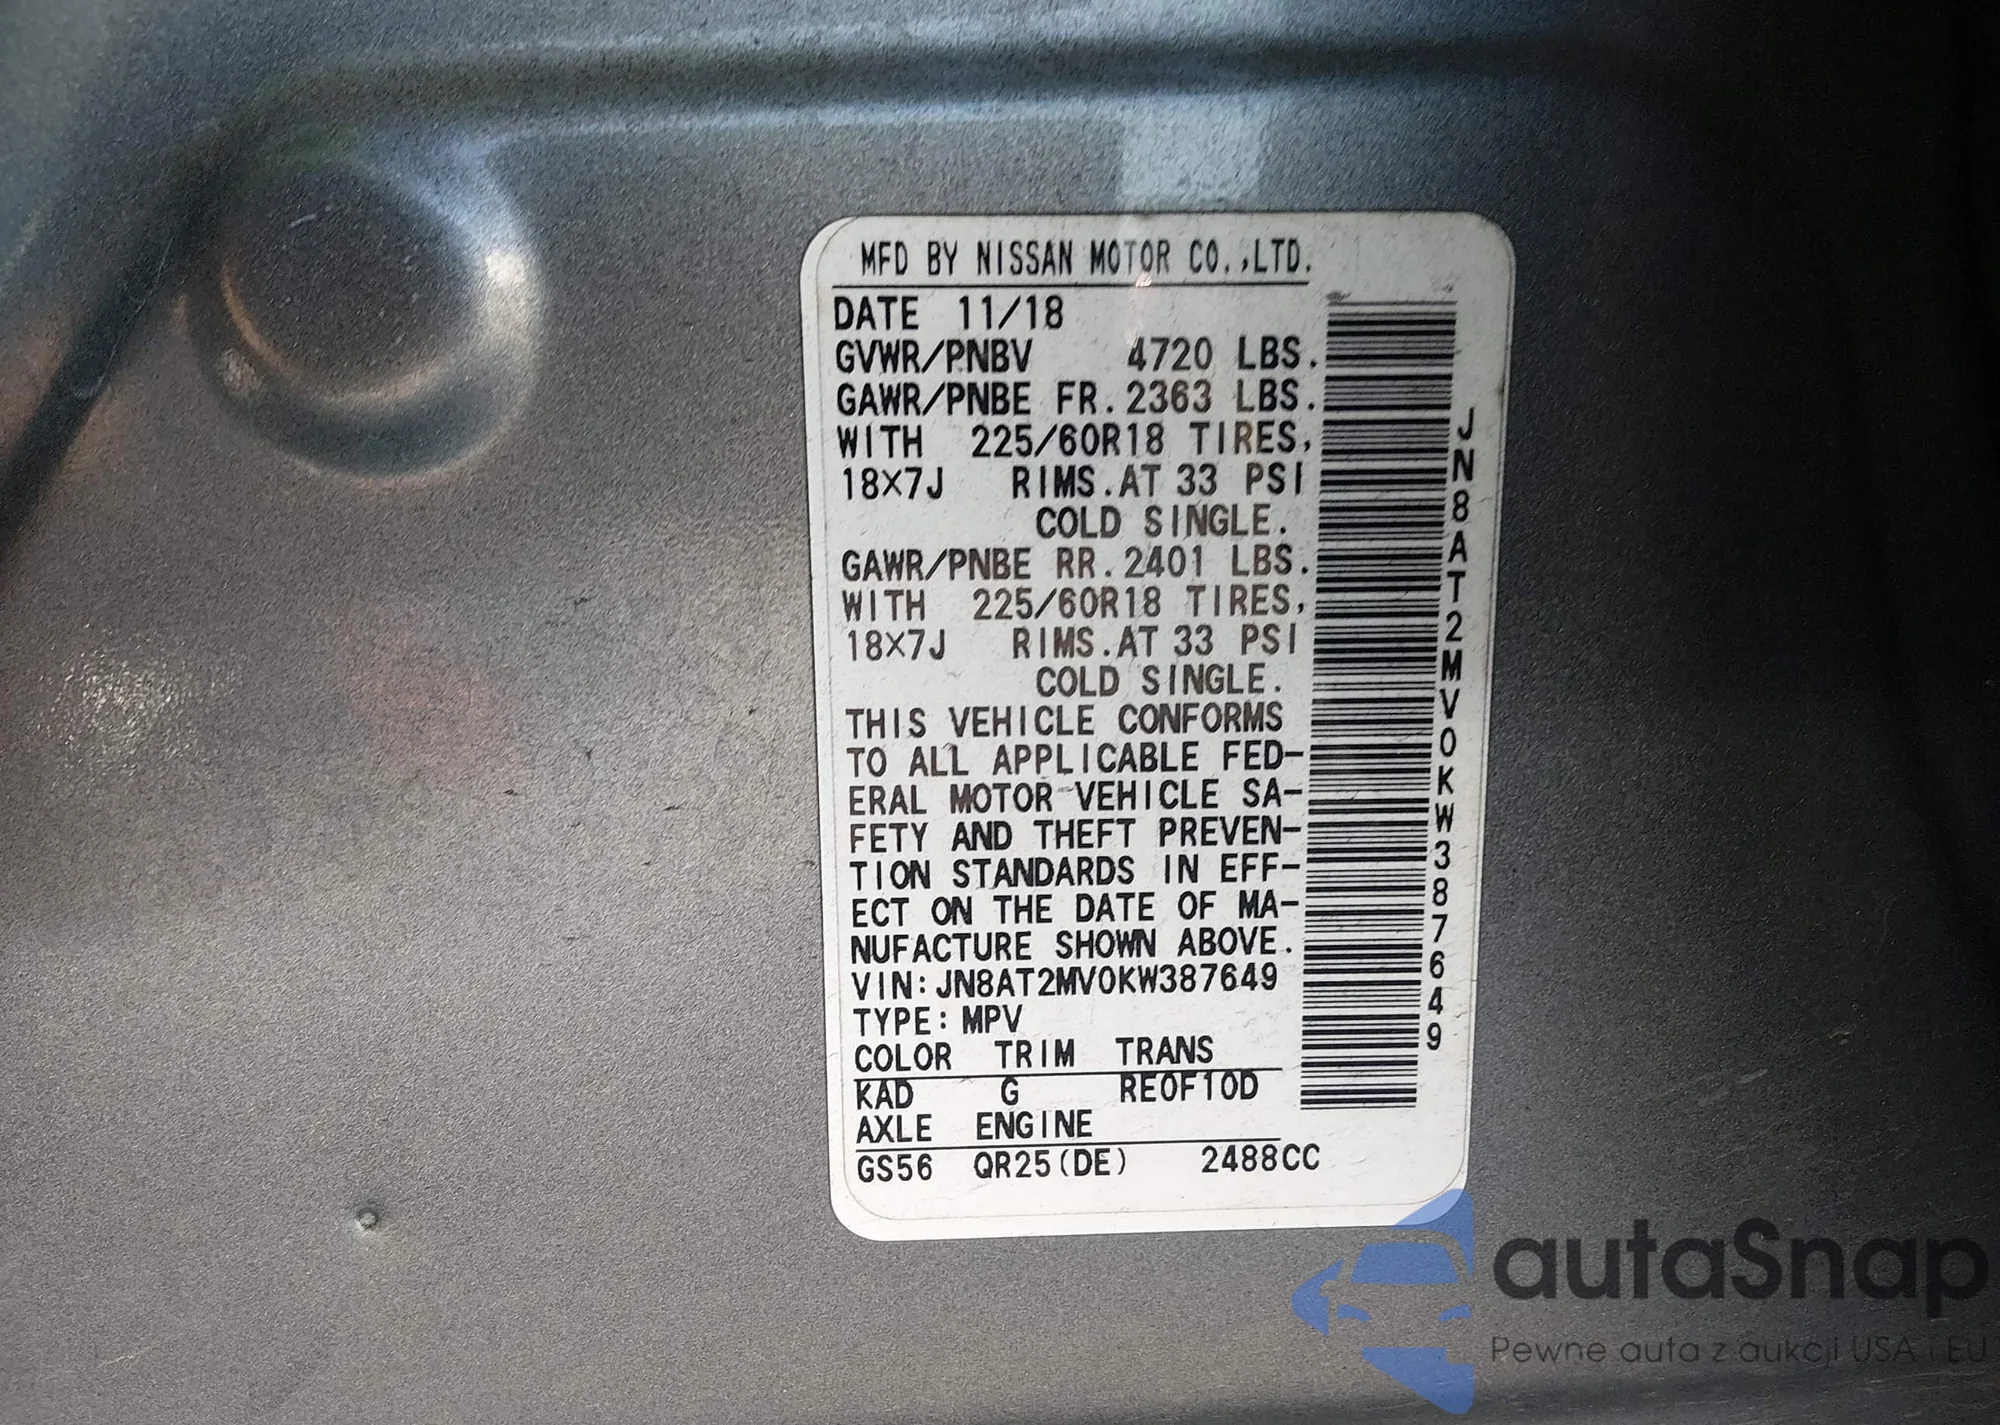 MFD BY NISSAN MOTOR CO.,LTD.
DATE 11/18
GVWR/PNBV 4720 LBS.
GAWR/PNBE FR.2363 LBS.
WITH 225/60R18 TIRES,
18X7J RIMS.AT 33 PSI
COLD SINGLE.
GAWR/PNBE RR.2401 LBS.
WITH 225/60R18 TIRES,
18X7J RIMS.AT 33 PSI
COLD SINGLE.
THIS VEHICLE CONFORMS
TO ALL APPLICABLE FED-
ERAL MOTOR VEHICLE SA-
FETY AND THEFT PREVEN-
TION STANDARDS IN EFF-
ECT ON THE DATE OF MA-
NUFACTURE SHOWN ABOVE.
VIN:JN8AT2MV0KW387649
TYPE:MPV
COLOR TRIM TRANS
KAD G RE0F10D
AXLE ENGINE
GS56 QR25(DE) 2488CC
JN8AT2MV0KW387649
autaSnap
Pewne auta z aukcji USA i EU